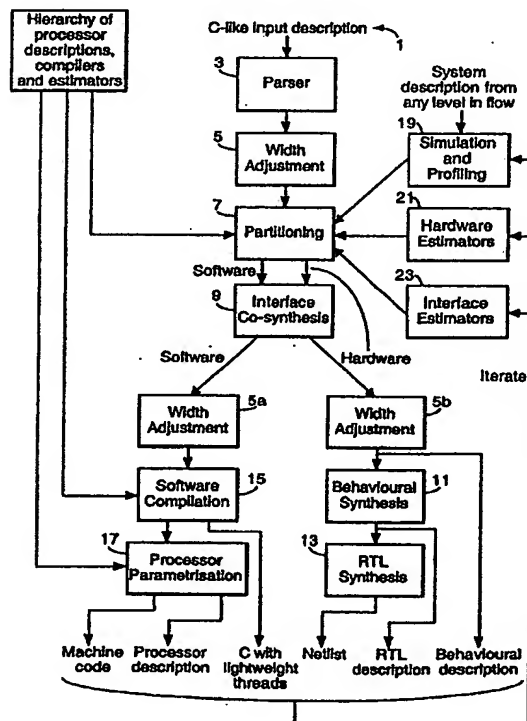 Hierarchy of
processor
descriptions,
compilers and
estimators
C-like input description
1
3
Parser
System
description from
any level in flow
5
Width
Adjustment
19
Simulation
and
Profiling
7
Partitioning
21
Hardware
Estimators
Software
23
Interface
Estimators
9
Interface
Co-synthesis
Software
Hardware
Iterate
Width
Adjustment
5a
Width
Adjustment
5b
Software
Compilation
15
Behavioural
Synthesis
11
17
Processor
Parametrisation
13
RTL
Synthesis
Machine
code
Processor
description
C with
lightweight
threads
Netlist
RTL
description
Behavioural
description